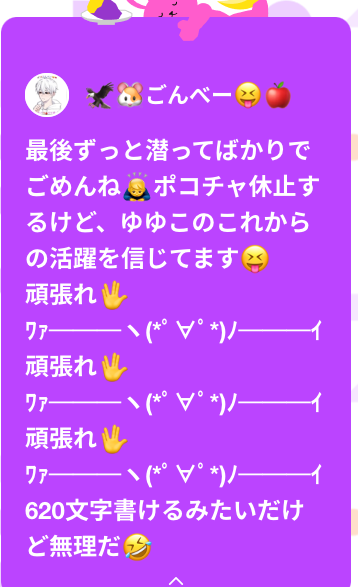 🦅🐹ごんべー😝🍎
最後ずっと潜ってばかりで
ごめんね🙇ポコチャ休止す
るけど、ゆゆこのこれから
の活躍を信じてます😝
頑張れ🖖
ﾜｧ━━━ヽ(*ﾟ∀ﾟ*)ﾉ━━━ｨ
頑張れ🖖
ﾜｧ━━━ヽ(*ﾟ∀ﾟ*)ﾉ━━━ｨ
頑張れ🖖
ﾜｧ━━━ヽ(*ﾟ∀ﾟ*)ﾉ━━━ｨ
620文字書けるみたいだけ
ど無理だ🤣